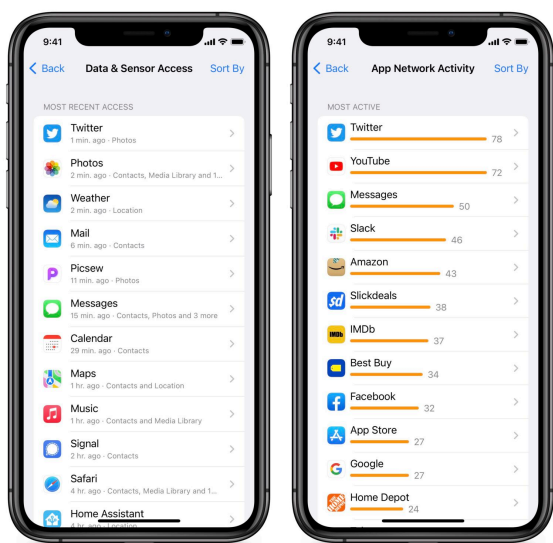 9:41
Back Data & Sensor Access Sort By
MOST RECENT ACCESS
Twitter
1 min. ago · Photos
Photos
2 min. ago · Contacts, Media Library and 1...
Weather
2 min. ago · Location
Mail
6 min. ago · Contacts
Picsew
11 min. ago · Photos
Messages
15 min. ago · Contacts, Photos and 3 more
Calendar
29 min. ago · Contacts
Maps
1 hr. ago · Contacts and Location
Music
1 hr. ago · Contacts and Media Library
Signal
2 hr. ago · Contacts
Safari
4 hr. ago · Contacts, Media Library and 1...
Home Assistant
4 hr. ago · Location
9:41
Back App Network Activity Sort By
MOST ACTIVE
Twitter
78
YouTube
72
Messages
50
Slack
46
Amazon
43
sd
Slickdeals
38
IMDb
IMDb
37
Best Buy
34
Facebook
32
App Store
27
Google
27
Home Depot
24